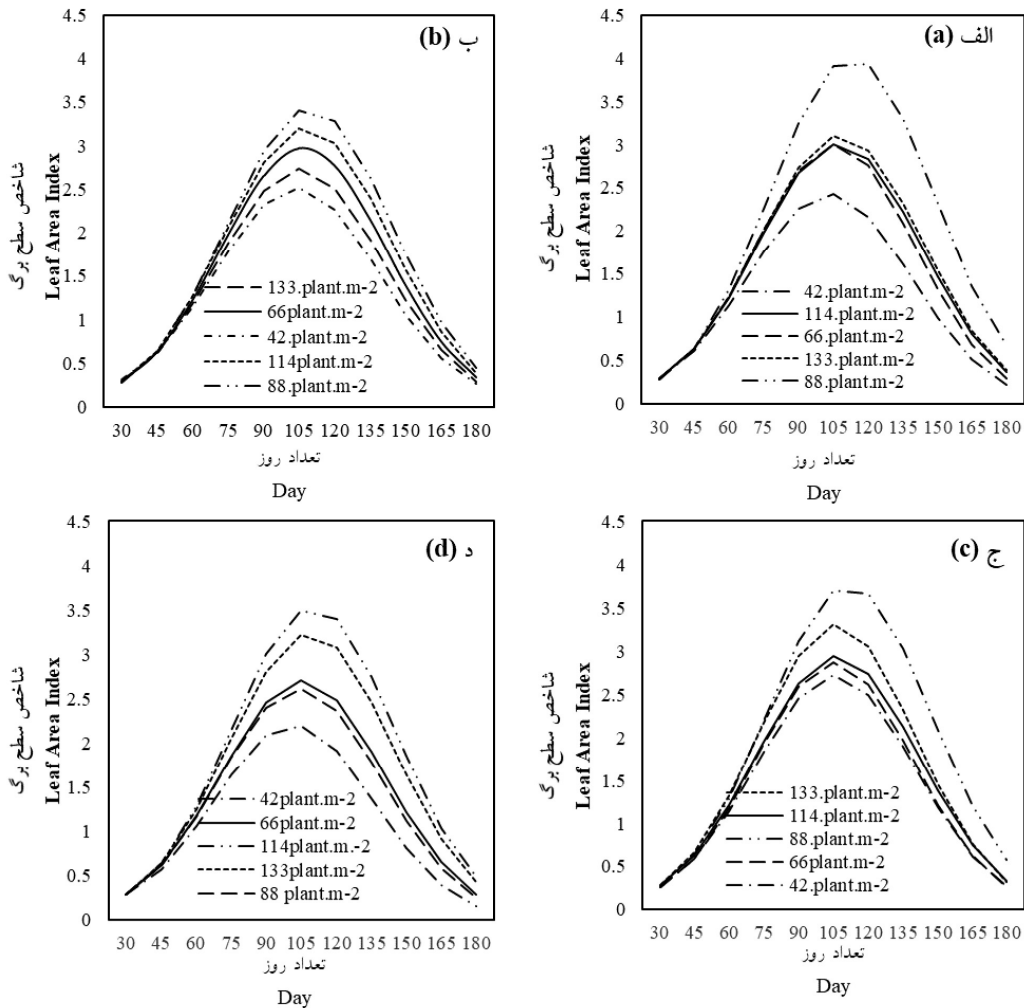 ب (b)
شاخص سطح برگ
Leaf Area Index
4.5
4
3.5
3
2.5
2
1.5
1
0.5
0
133.plant.m-2
66plant.m-2
42.plant.m-2
114plant.m-2
88.plant.m-2
30 45 60 75 90 105 120 135 150 165 180
تعداد روز
Day
الف (a)
شاخص سطح برگ
Leaf Area Index
4.5
4
3.5
3
2.5
2
1.5
1
0.5
0
42.plant.m-2
114.plant.m-2
66.plant.m-2
133.plant.m-2
88.plant.m-2
30 45 60 75 90 105 120 135 150 165 180
تعداد روز
Day
د (d)
شاخص سطح برگ
Leaf Area Index
4.5
4
3.5
3
2.5
2
1.5
1
0.5
0
42plant.m-2
66plant.m-2
114plant.m.-2
133plant.m-2
88 plant.m-2
30 45 60 75 90 105 120 135 150 165 180
تعداد روز
Day
ج (c)
شاخص سطح برگ
Leaf Area Index
4.5
4
3.5
3
2.5
2
1.5
1
0.5
0
133.plant.m-2
114.plant.m-2
88.plant.m-2
66plant.m-2
42.plant.m-2
30 45 60 75 90 105 120 135 150 165 180
تعداد روز
Day